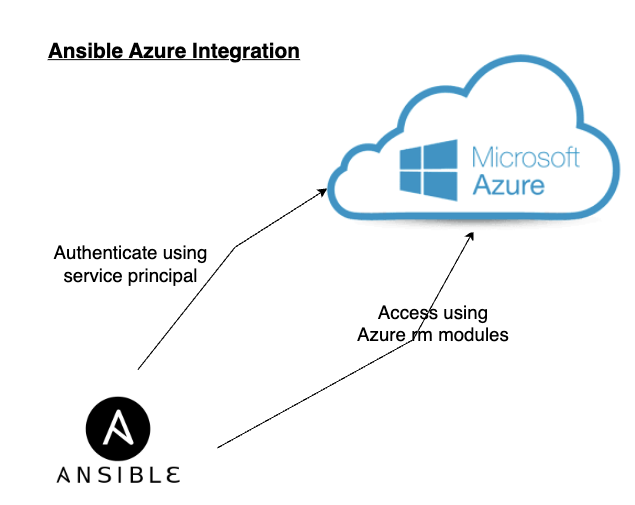 Ansible Azure Integration
Microsoft
Azure
Authenticate using
service principal
Access using
Azure rm modules
ANSIBLE